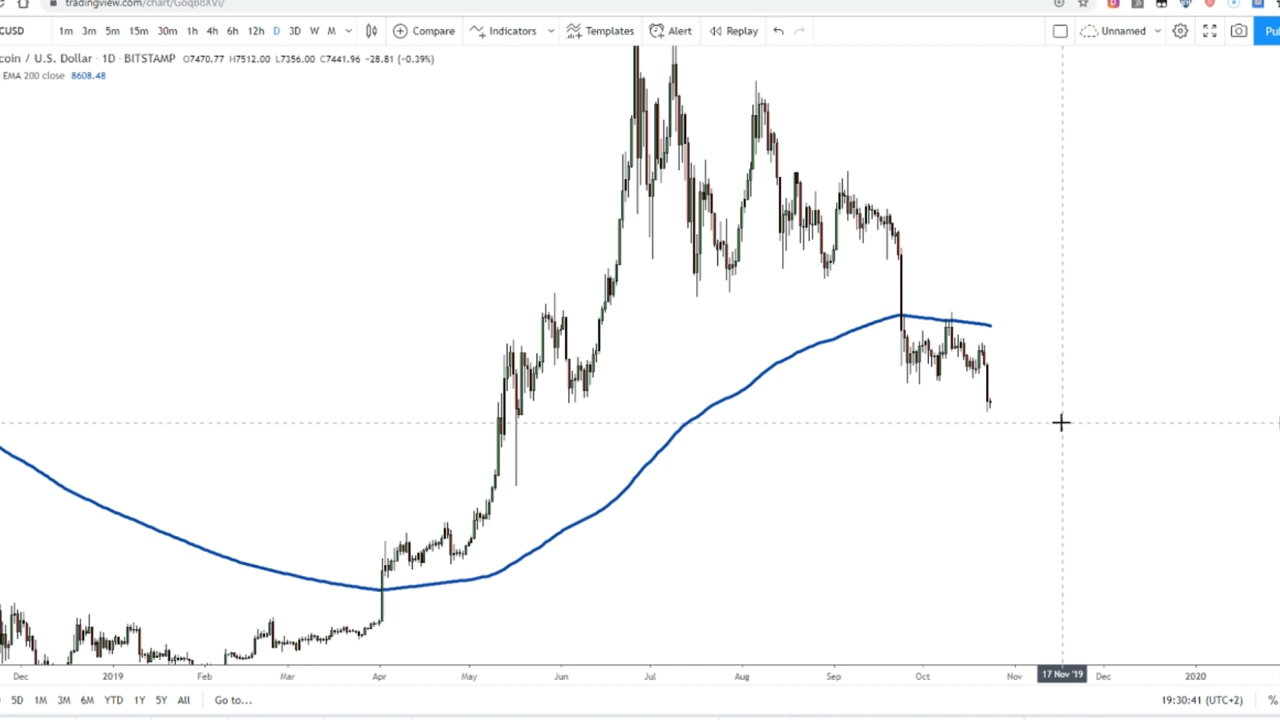 tradingview.com/chart/GoqB8XVi/
CUSD 1m 3m 5m 15m 30m 1h 4h 6h 12h D 3D W M Compare Indicators Templates Alert Replay Unnamed Pu
coin / U.S. Dollar · 1D · BITSTAMP O7470.77 H7512.00 L7356.00 C7441.96 -28.81 (-0.39%)
EMA 200 close 8608.48
Dec 2019 Feb Mar Apr May Jun Jul Aug Sep Oct Nov 17 Nov '19 Dec 2020
5D 1M 3M 6M YTD 1Y 5Y All Go to... 19:30:41 (UTC+2) %